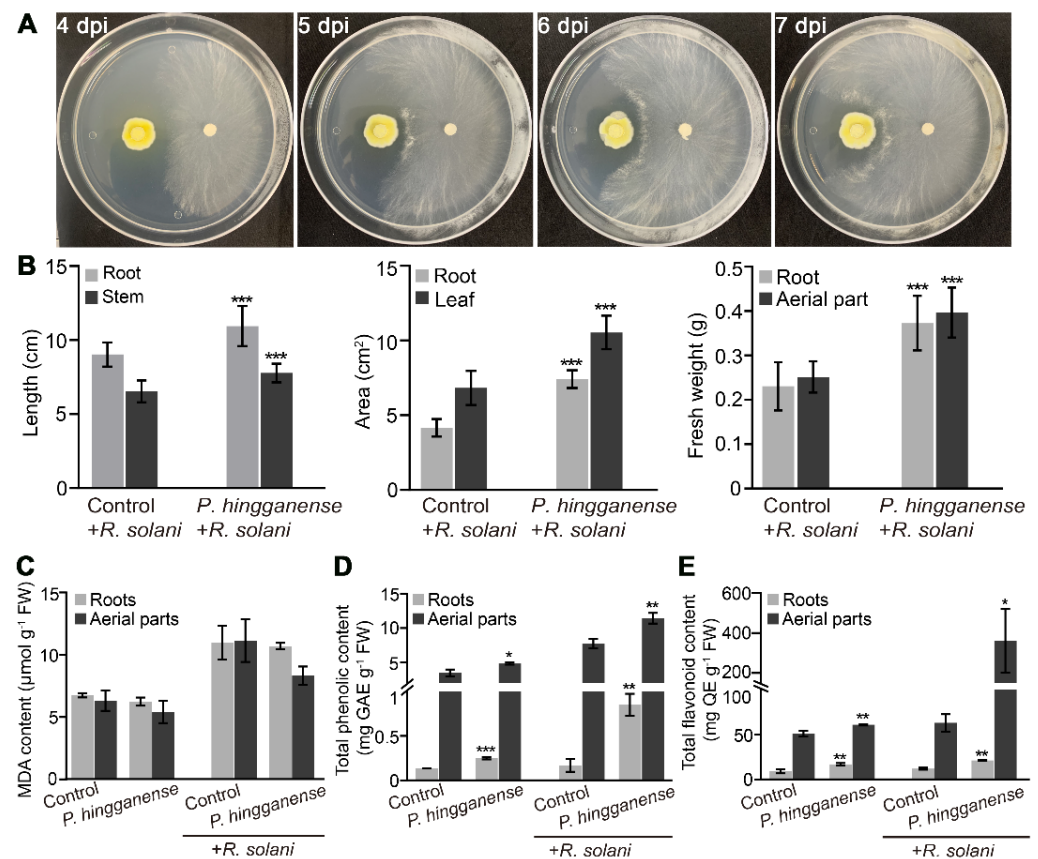 A
4 dpi
5 dpi
6 dpi
7 dpi
B
15
10
5
0
Length (cm)
Root
Stem
***
***
Control
+R. solani
P. hingganense
+R. solani
15
10
5
0
Area (cm²)
Root
Leaf
***
***
Control
+R. solani
P. hingganense
+R. solani
0.5
0.4
0.3
0.2
0.1
0
Fresh weight (g)
Root
Aerial part
***
***
Control
+R. solani
P. hingganense
+R. solani
C
15
10
5
0
MDA content (μmol g⁻¹ FW)
Roots
Aerial parts
Control
P. hingganense
Control
P. hingganense
+R. solani
D
15
10
5
1
0.5
0
Total phenolic content
(mg GAE g⁻¹ FW)
Roots
Aerial parts
***
*
**
**
Control
P. hingganense
Control
P. hingganense
+R. solani
E
600
400
200
100
50
0
Total flavonoid content
(mg QE g⁻¹ FW)
Roots
Aerial parts
**
**
**
*
Control
P. hingganense
Control
P. hingganense
+R. solani